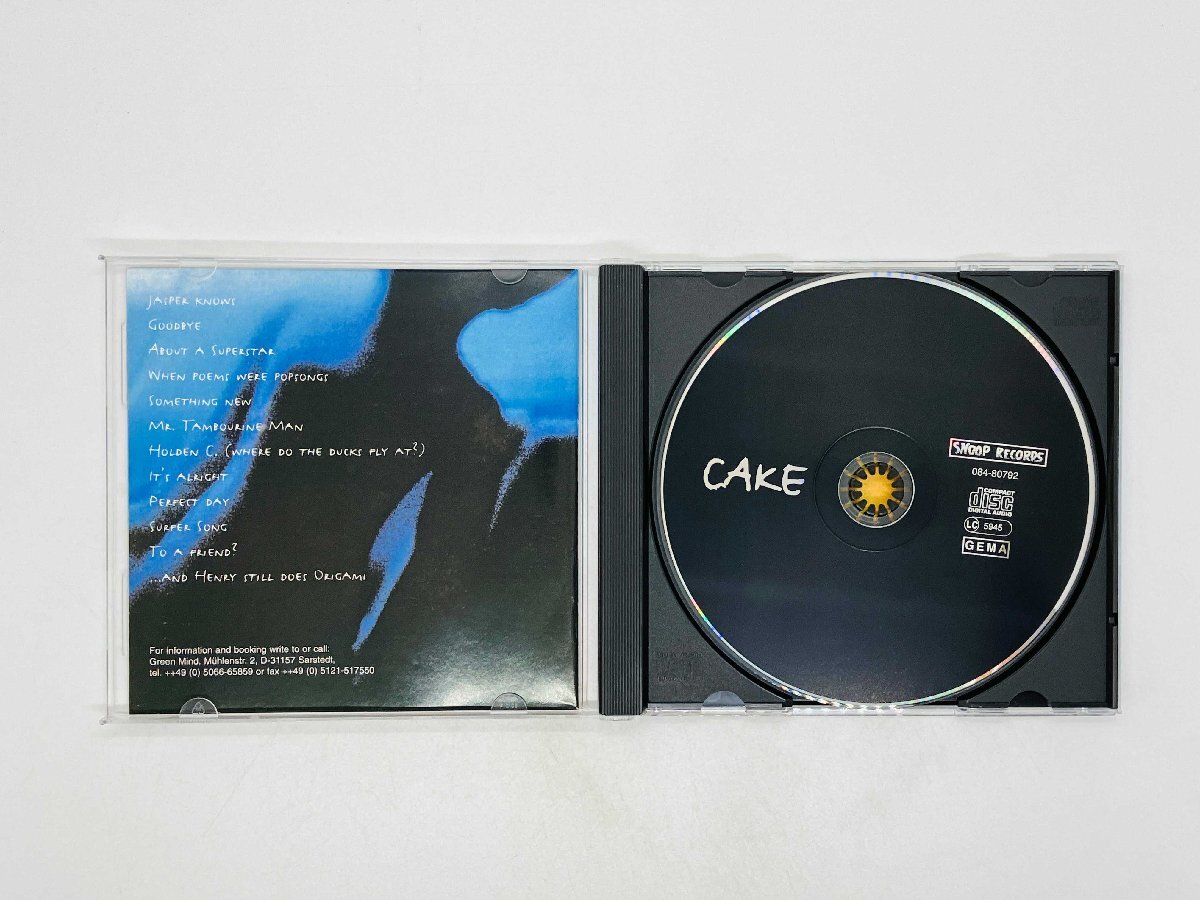 Jasper knows
Goodbye
About a Superstar
When poems were popsongs
Something new
Mr. Tambourine Man
Holden C. (where do the ducks fly at?)
It's alright
Perfect day
Surfer Song
To a friend?
...and Henry still does Origami
For information and booking write to or call:
Green Mind, Mühlenstr. 2, D-31157 Sarstedt,
tel. ++49 (0) 5066-65859 or fax ++49 (0) 5121-517550
CAKE
SNOOP RECORDS
084-80792
COMPACT
disc
DIGITAL AUDIO
LC 5945
GEMA